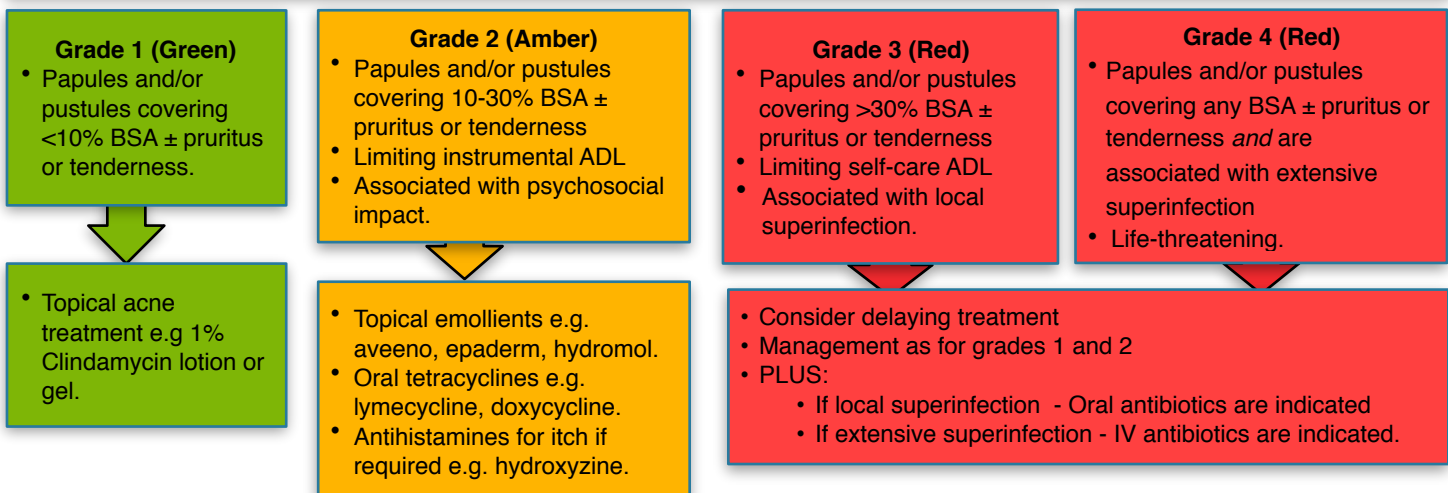 Grade 1 (Green)
• Papules and/or
pustules covering
<10% BSA ± pruritus
or tenderness.
• Topical acne
treatment e.g 1%
Clindamycin lotion or
gel.
Grade 2 (Amber)
• Papules and/or pustules
covering 10-30% BSA ±
pruritus or tenderness
• Limiting instrumental ADL
• Associated with psychosocial
impact.
• Topical emollients e.g.
aveeno, epaderm, hydromol.
• Oral tetracyclines e.g.
lymecycline, doxycycline.
• Antihistamines for itch if
required e.g. hydroxyzine.
Grade 3 (Red)
• Papules and/or pustules
covering >30% BSA ±
pruritus or tenderness
• Limiting self-care ADL
• Associated with local
superinfection.
Grade 4 (Red)
• Papules and/or pustules
covering any BSA ± pruritus or
tenderness and are
associated with extensive
superinfection
• Life-threatening.
• Consider delaying treatment
• Management as for grades 1 and 2
• PLUS:
• If local superinfection - Oral antibiotics are indicated
• If extensive superinfection - IV antibiotics are indicated.